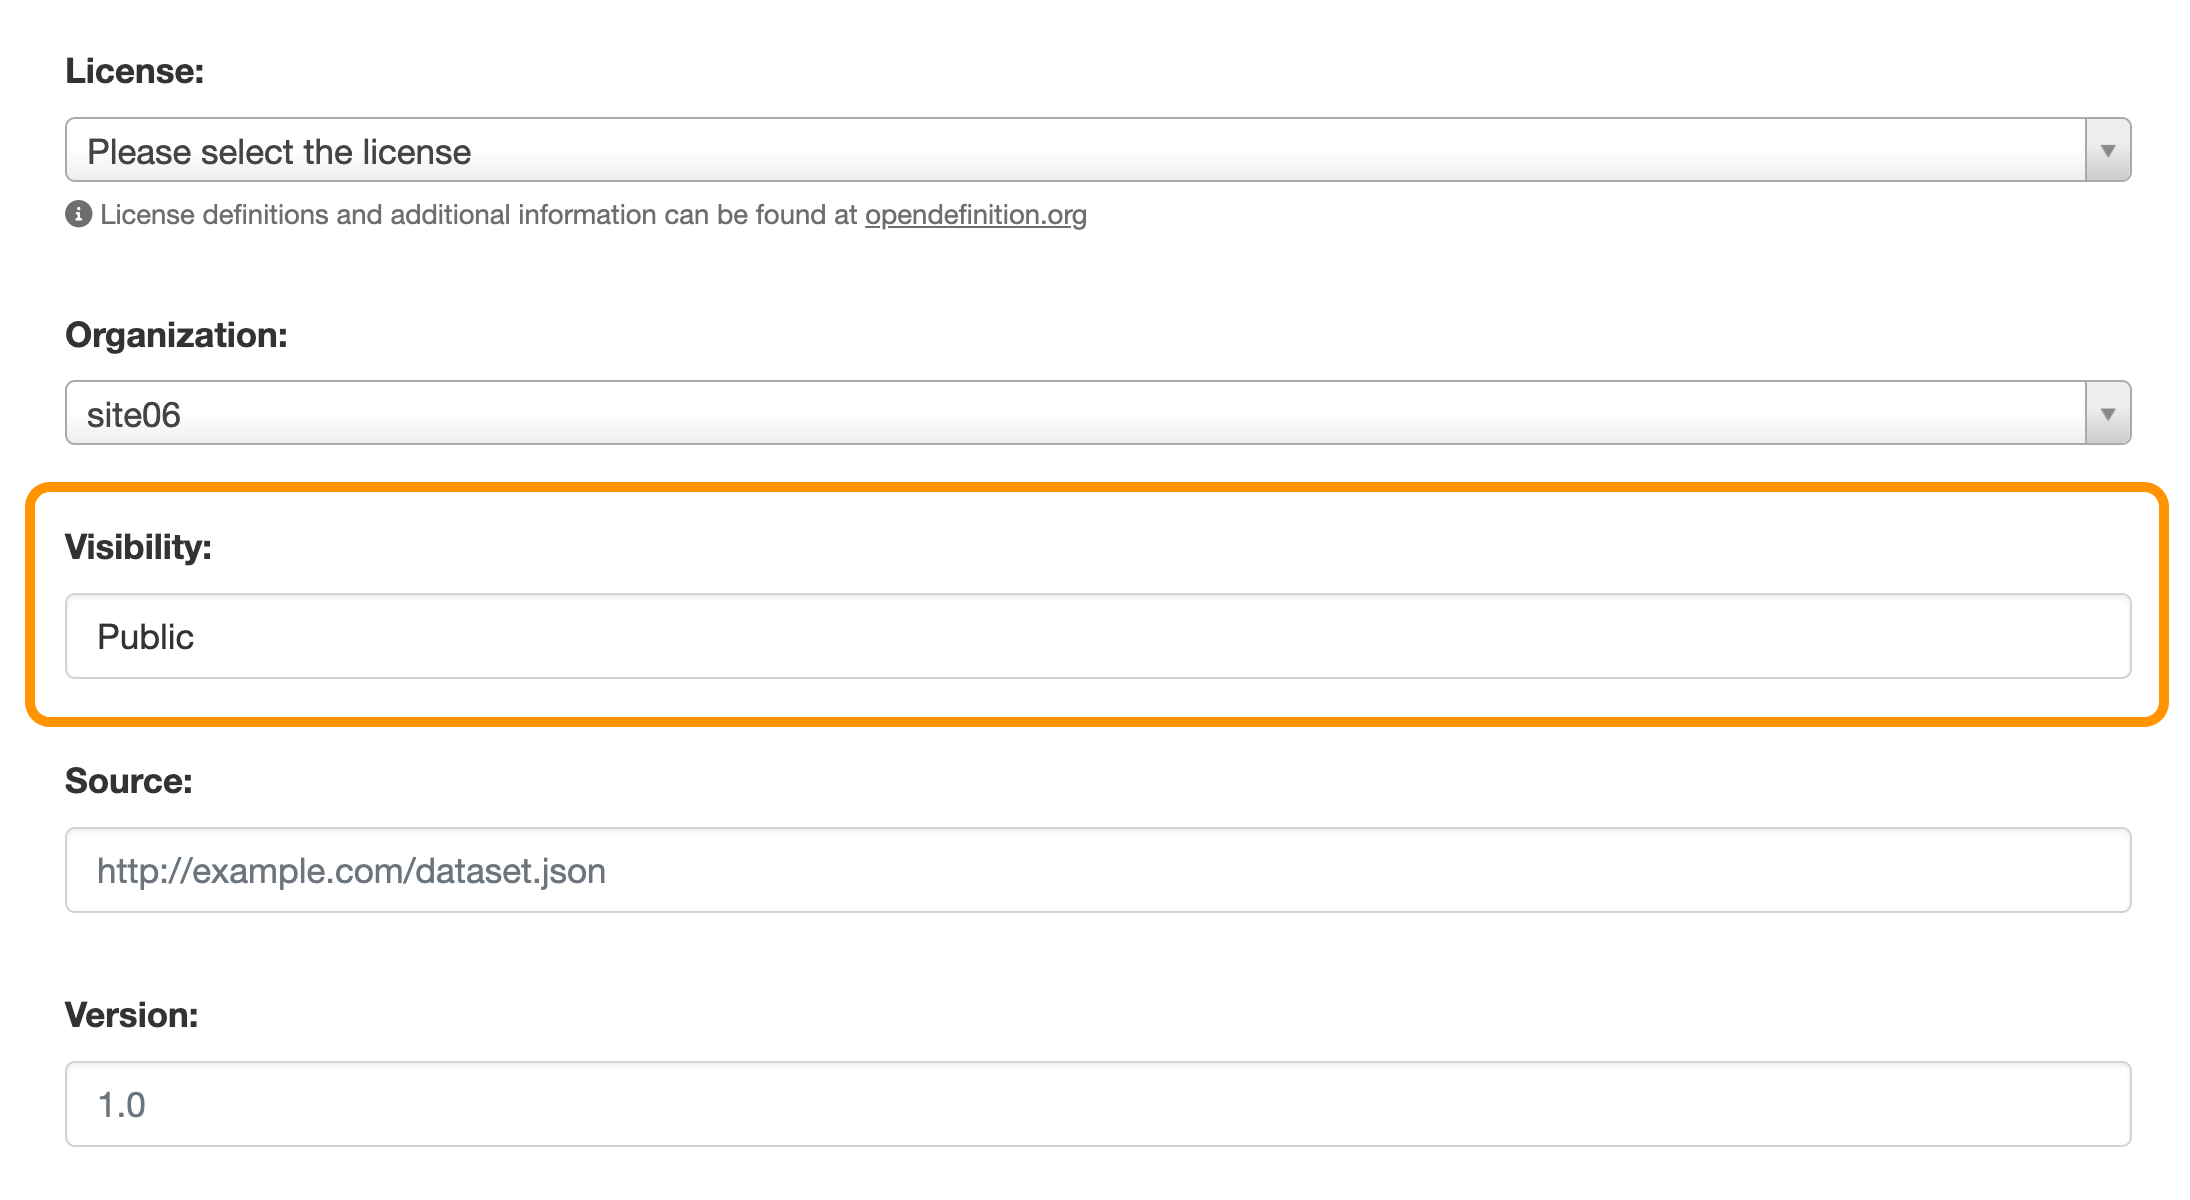 License:
Please select the license
License definitions and additional information can be found at opendefinition.org
Organization:
site06
Visibility:
Public
Source:
http://example.com/dataset.json
Version:
1.0